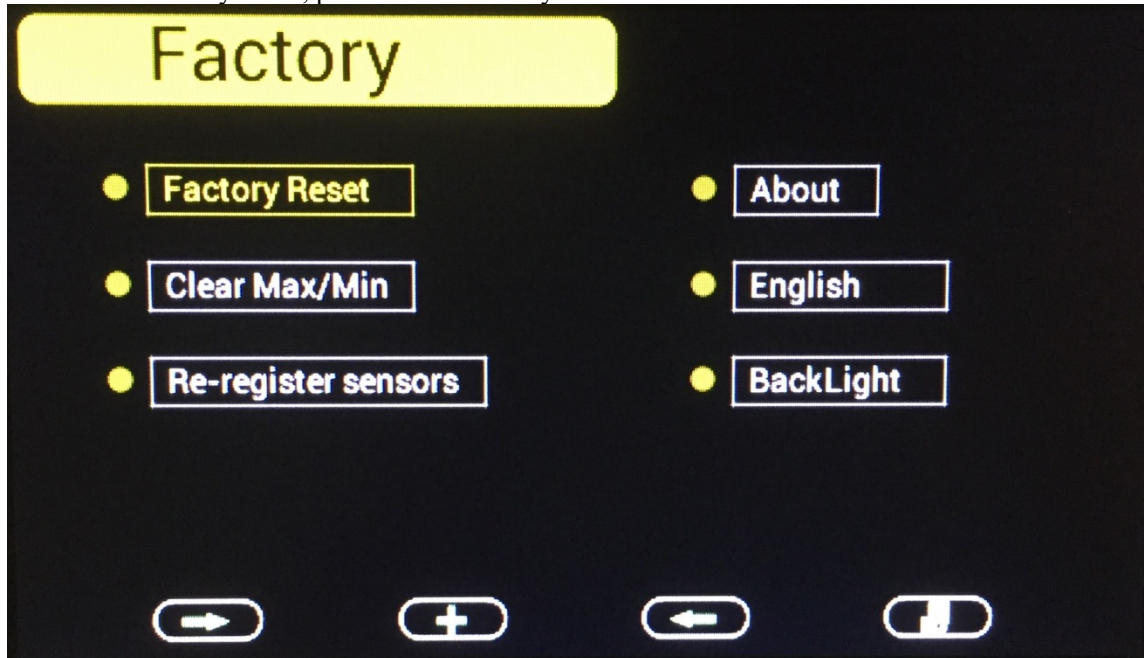 Factory
Factory Reset
Clear Max/Min
Re-register sensors
About
English
BackLight